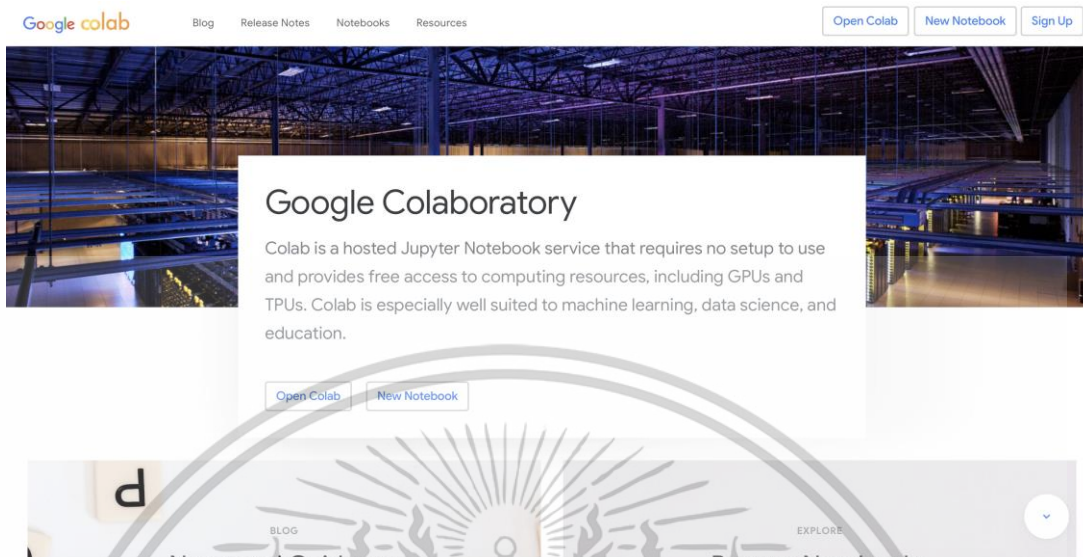 Google colab
Blog Release Notes Notebooks Resources
Open Colab New Notebook Sign Up
Google Colaboratory
Colab is a hosted Jupyter Notebook service that requires no setup to use
and provides free access to computing resources, including GPUs and
TPUs. Colab is especially well suited to machine learning, data science, and
education.
Open Colab New Notebook
d
BLOG EXPLORE